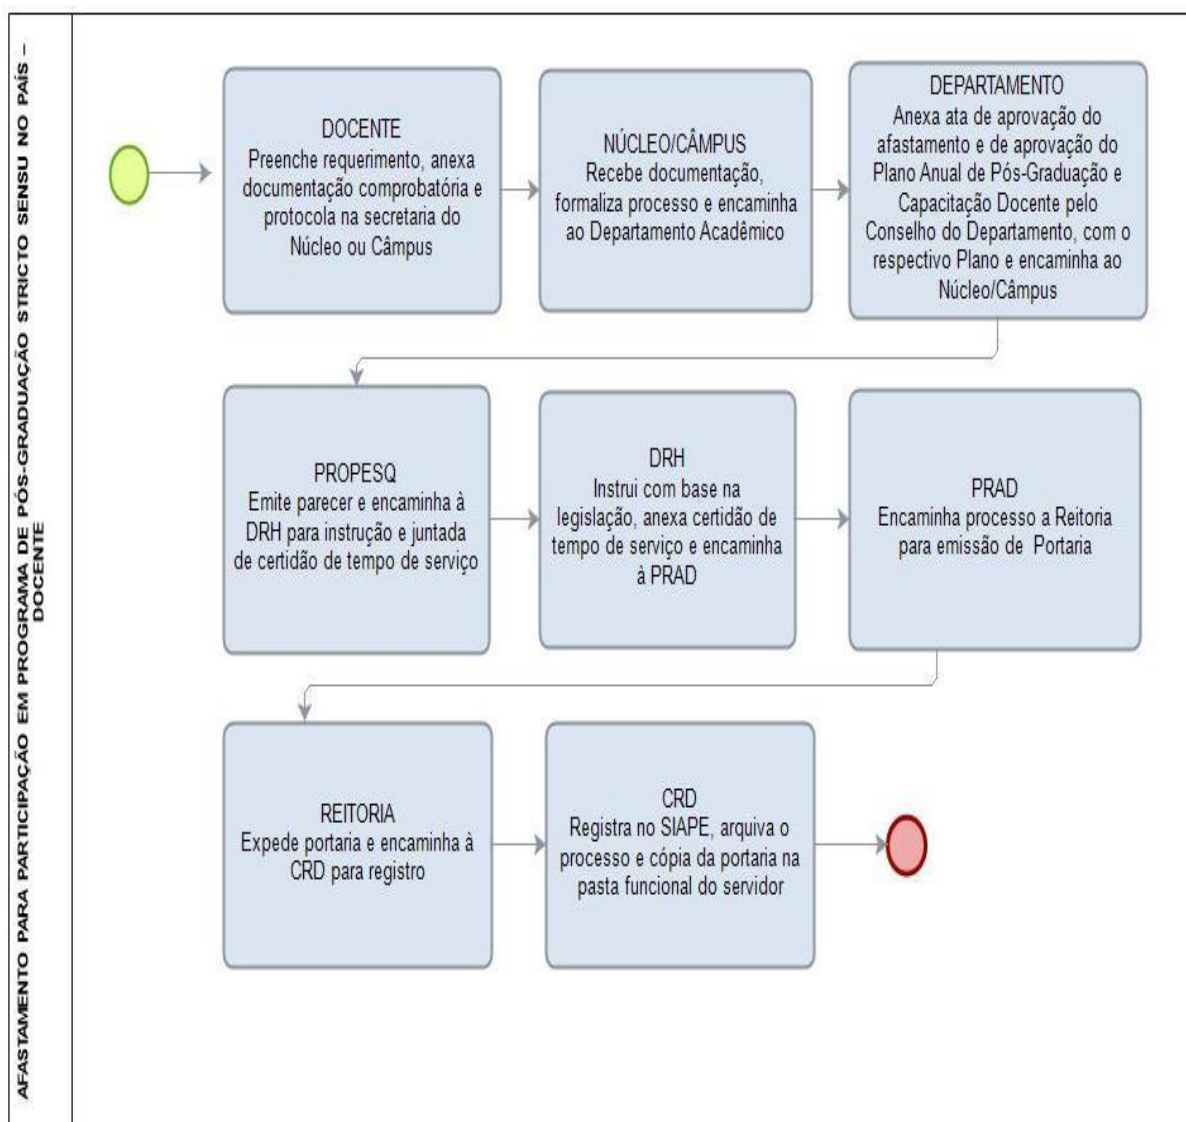 AFASTAMENTO PARA PARTICIPAÇÃO EM PROGRAMA DE PÓS-GRADUAÇÃO STRICTO SENSU NO PAÍS –
DOCENTE
DOCENTE
Preenche requerimento, anexa
documentação comprobatória e
protocola na secretaria do
Núcleo ou Câmpus
NÚCLEO/CÂMPUS
Recebe documentação,
formaliza processo e encaminha
ao Departamento Acadêmico
DEPARTAMENTO
Anexa ata de aprovação do
afastamento e de aprovação do
Plano Anual de Pós-Graduação e
Capacitação Docente pelo
Conselho do Departamento, com o
respectivo Plano e encaminha ao
Núcleo/Câmpus
PROPESQ
Emite parecer e encaminha à
DRH para instrução e juntada
de certidão de tempo de serviço
DRH
Instrui com base na
legislação, anexa certidão de
tempo de serviço e encaminha
à PRAD
PRAD
Encaminha processo a Reitoria
para emissão de Portaria
REITORIA
Expede portaria e encaminha à
CRD para registro
CRD
Registra no SIAPE, arquiva o
processo e cópia da portaria na
pasta funcional do servidor